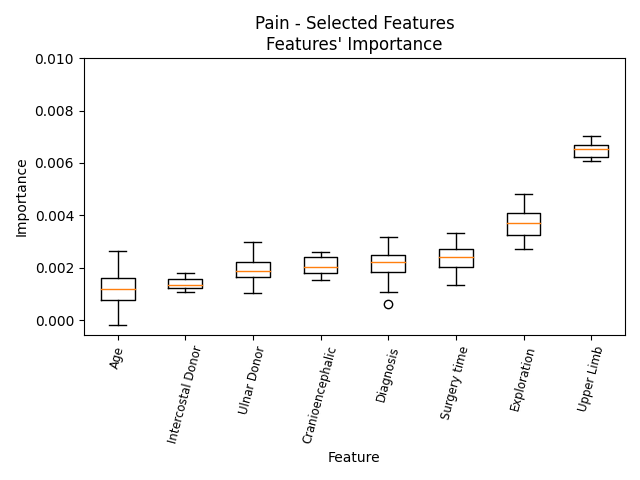 Pain - Selected Features
Features' Importance
0.010
0.008
0.006
0.004
0.002
0.000
Importance
Age
Intercostal Donor
Ulnar Donor
Cranioencephalic
Diagnosis
Surgery time
Exploration
Upper Limb
Feature